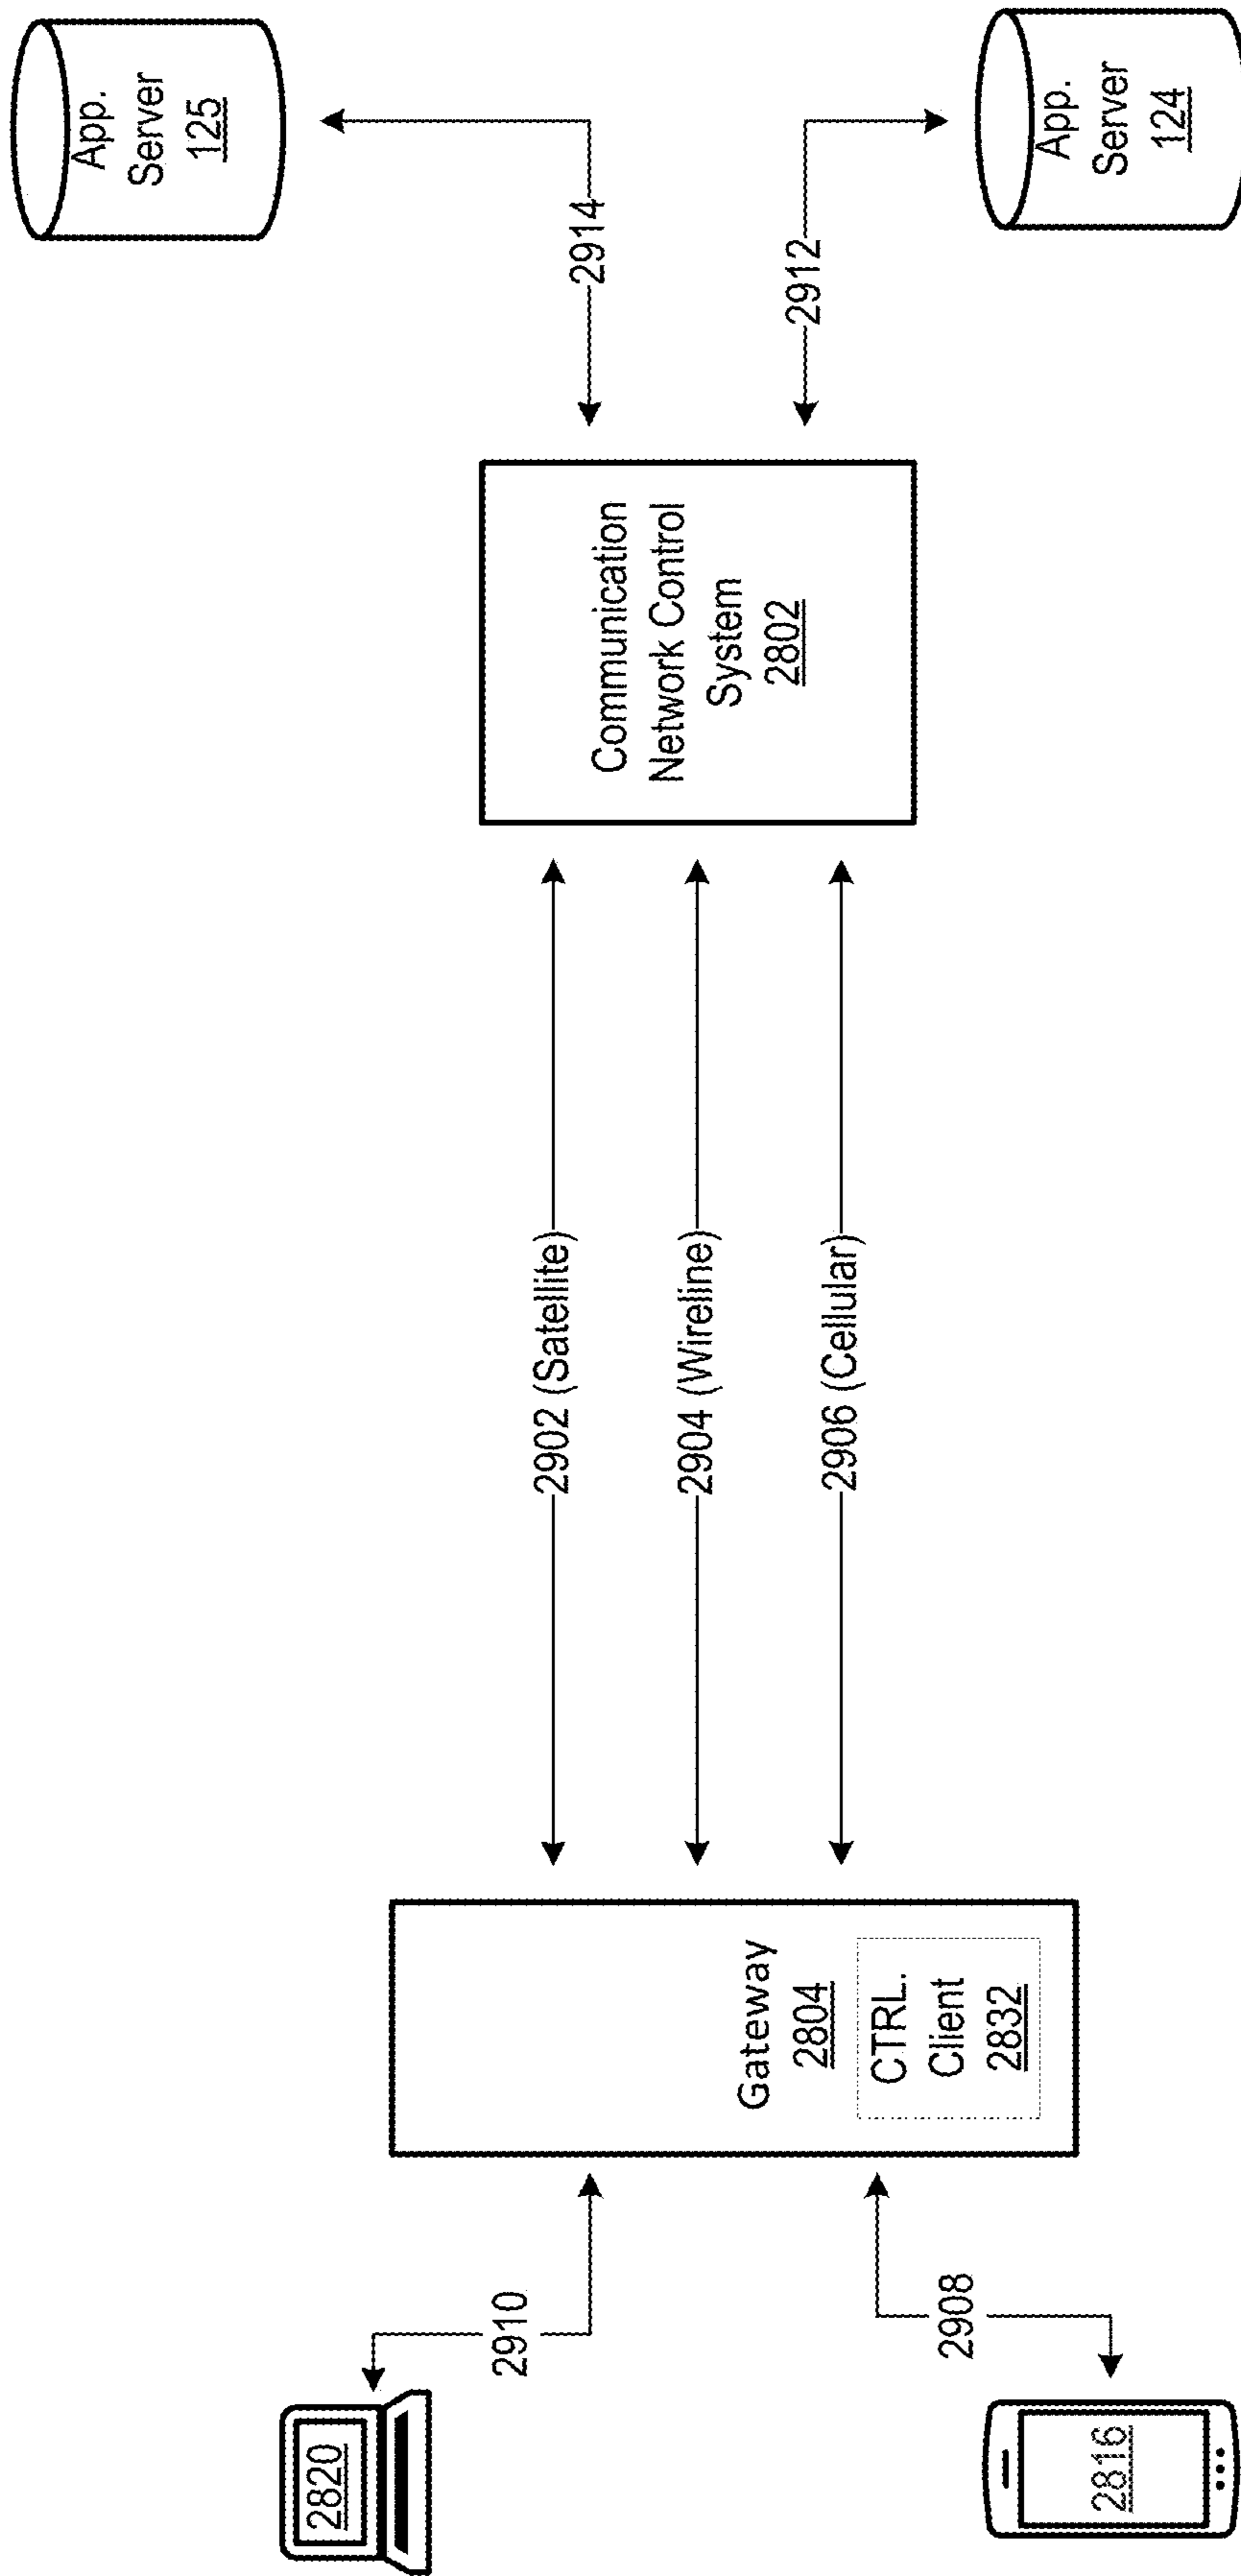 2820
2816
2910
2908
Gateway
2804
CTRL.
Client
2832
2902 (Satellite)
2904 (Wireline)
2906 (Cellular)
Communication
Network Control
System
2802
2914
2912
App.
Server
125
App.
Server
124